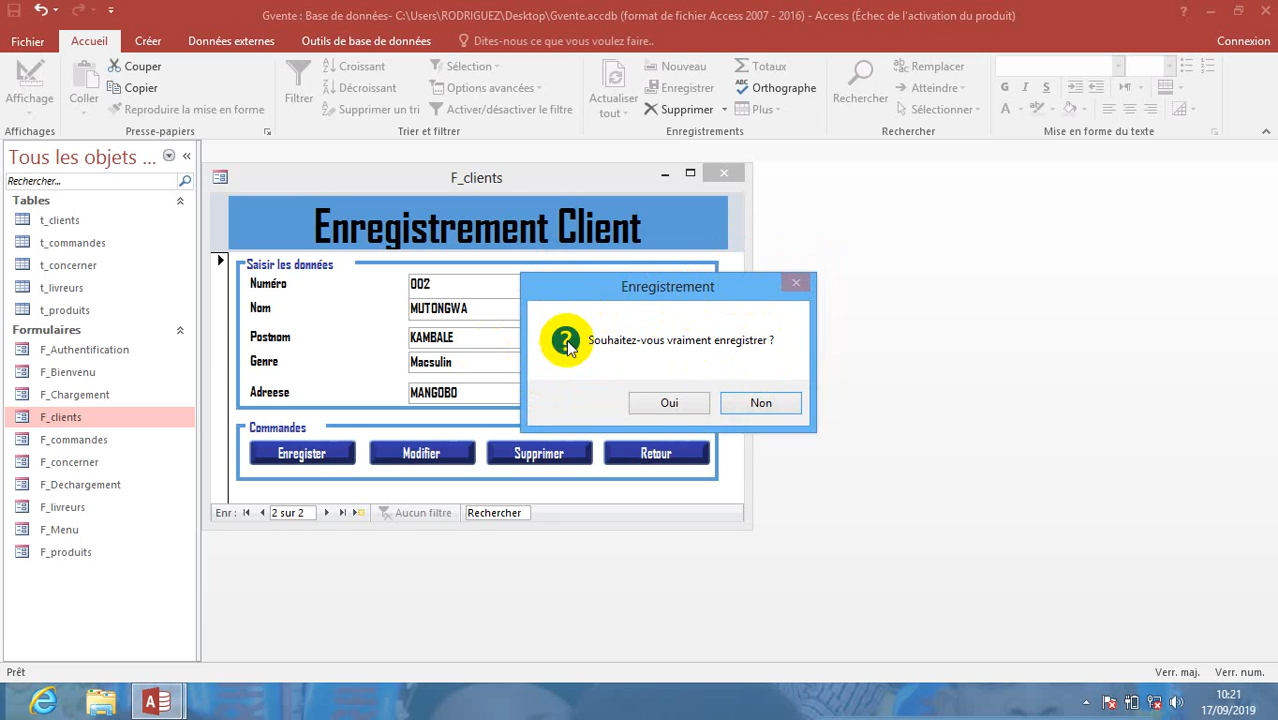 Gvente : Base de données- C:\Users\RODRIGUEZ\Desktop\Gvente.accdb (format de fichier Access 2007 - 2016) - Access (Échec de l'activation du produit)
Fichier Accueil Créer Données externes Outils de base de données Dites-nous ce que vous voulez faire.. Connexion
Affichage
Coller
Couper
Copier
Reproduire la mise en forme
Filtrer
Croissant
Décroissant
Supprimer un tri
Sélection
Options avancées
Activer/désactiver le filtre
Actualiser tout
Nouveau
Enregistrer
Supprimer
Totaux
Orthographe
Plus
Rechercher
Remplacer
Atteindre
Sélectionner
G I S
A
Affichages Presse-papiers Trier et filtrer Enregistrements Rechercher Mise en forme du texte
Tous les objets ...
Rechercher...
Tables
t_clients
t_commandes
t_concerner
t_livreurs
t_produits
Formulaires
F_Authentification
F_Bienvenu
F_Chargement
F_clients
F_commandes
F_concerner
F_Dechargement
F_livreurs
F_Menu
F_produits
F_clients
Enregistrement Client
Saisir les données
Numéro 002
Nom MUTONGWA
Postnom KAMBALE
Genre Macsulin
Adreese MANGOBO
Commandes
Enregister Modifier Supprimer Retour
Enr : 2 sur 2 Aucun filtre Rechercher
Enregistrement
Souhaitez-vous vraiment enregistrer ?
Oui Non
Prêt Verr. maj. Verr. num.
10:21
17/09/2019